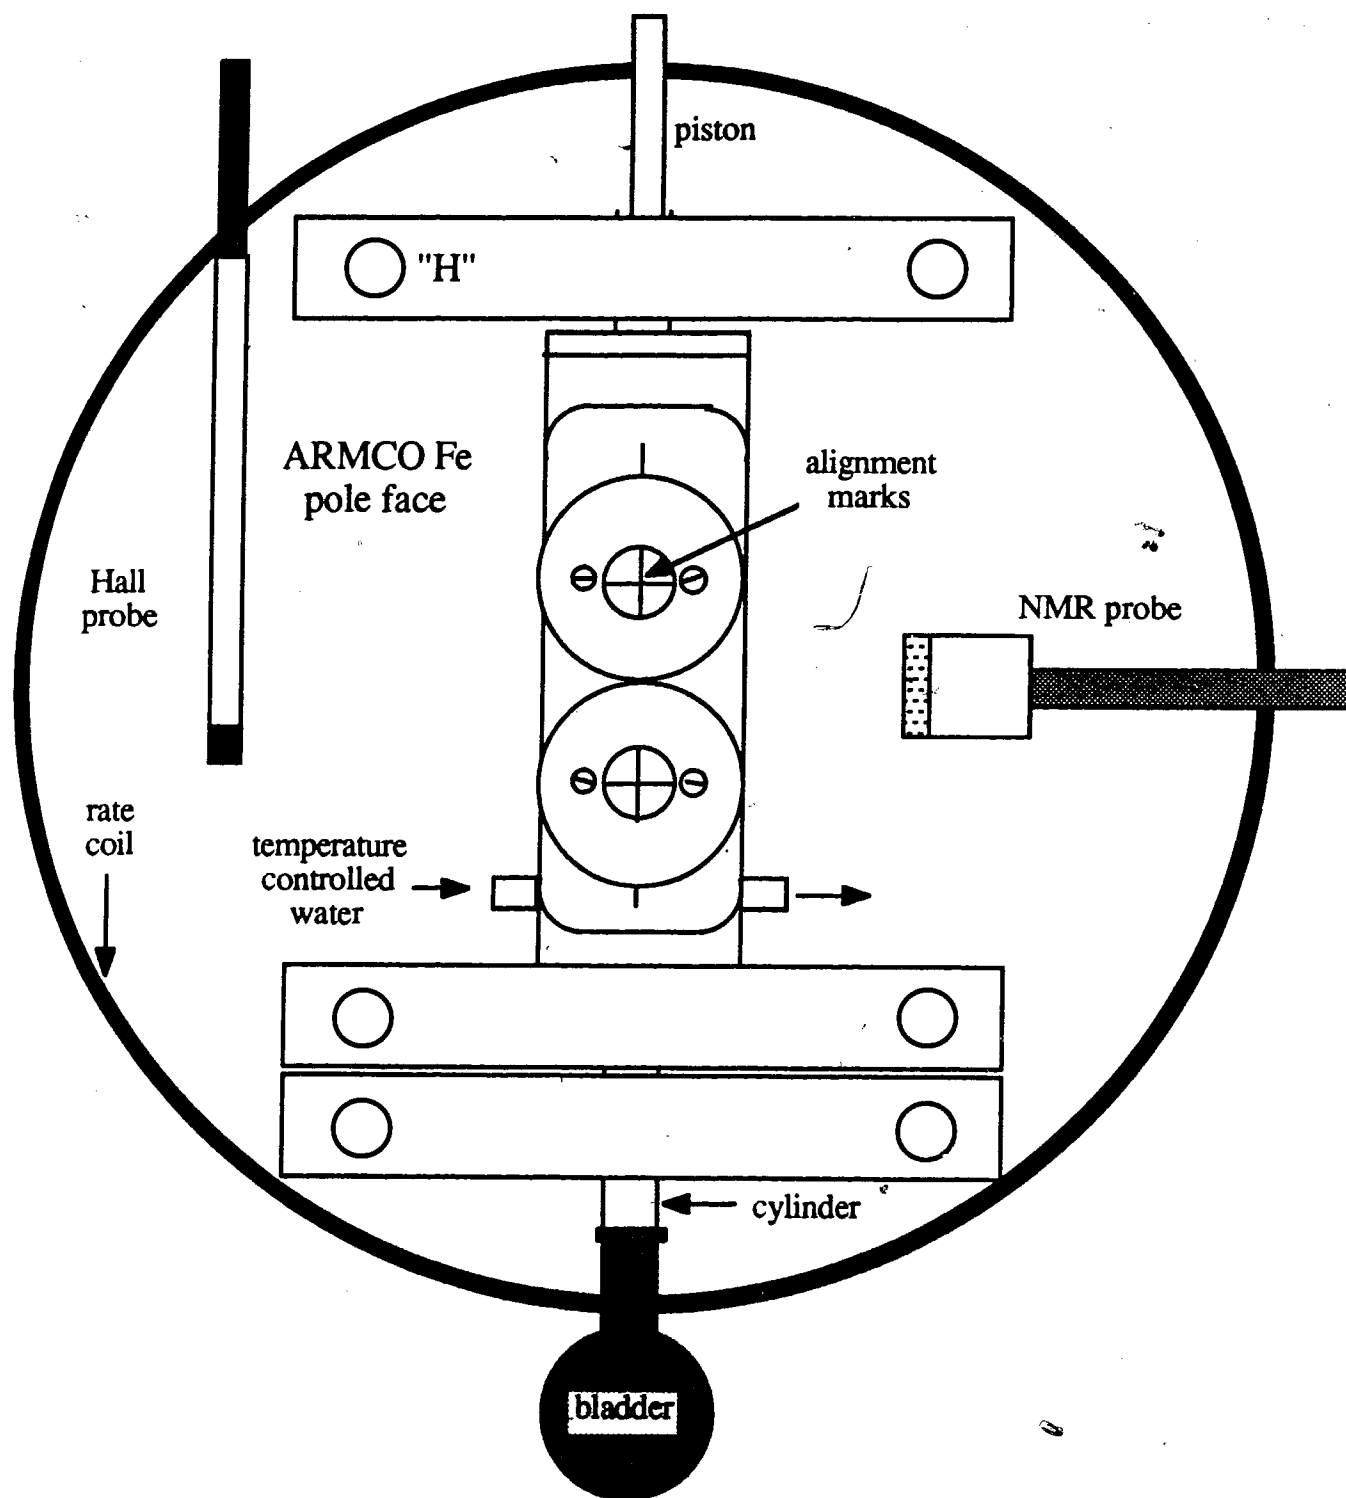 piston
"H"
ARMCO Fe
pole face
alignment
marks
Hall
probe
NMR probe
rate
coil
temperature
controlled
water
cylinder
bladder